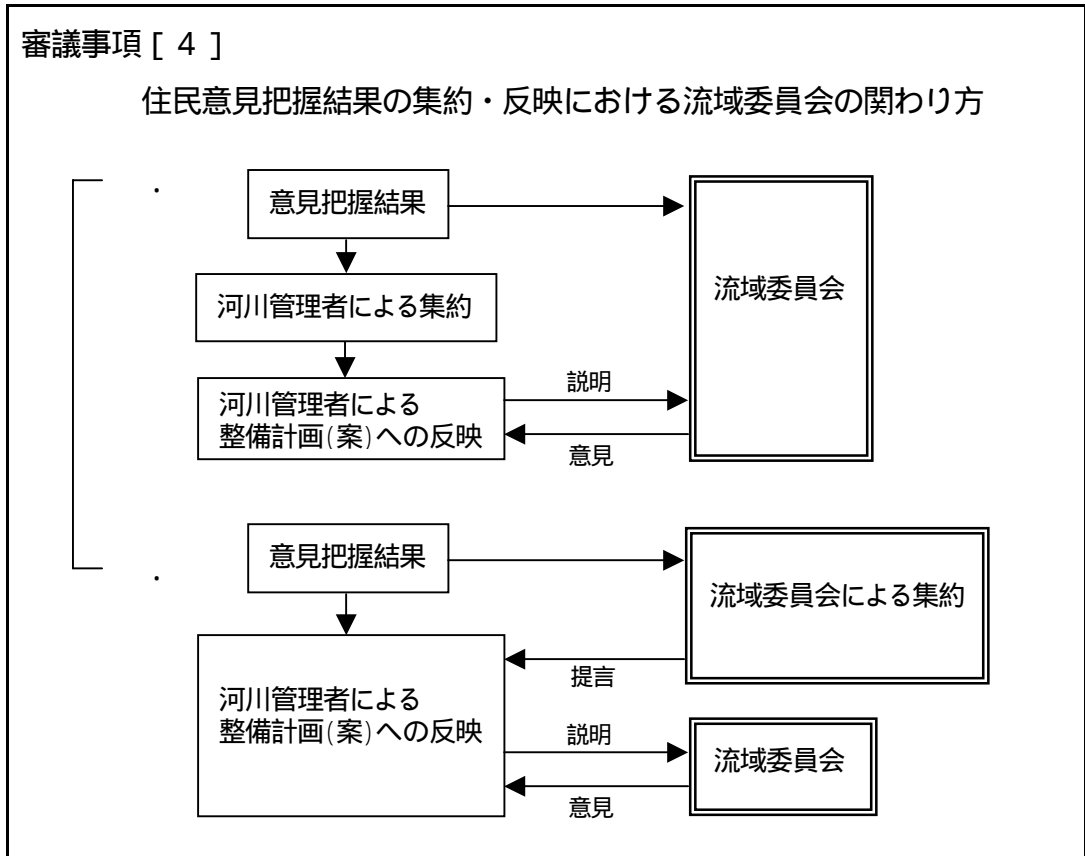 審議事項[ 4 ]
住民意見把握結果の集約・反映における流域委員会の関わり方
.
意見把握結果
流域委員会
河川管理者による集約
河川管理者による
整備計画(案)への反映
説明
意見
.
意見把握結果
流域委員会による集約
提言
河川管理者による
整備計画(案)への反映
説明
流域委員会
意見